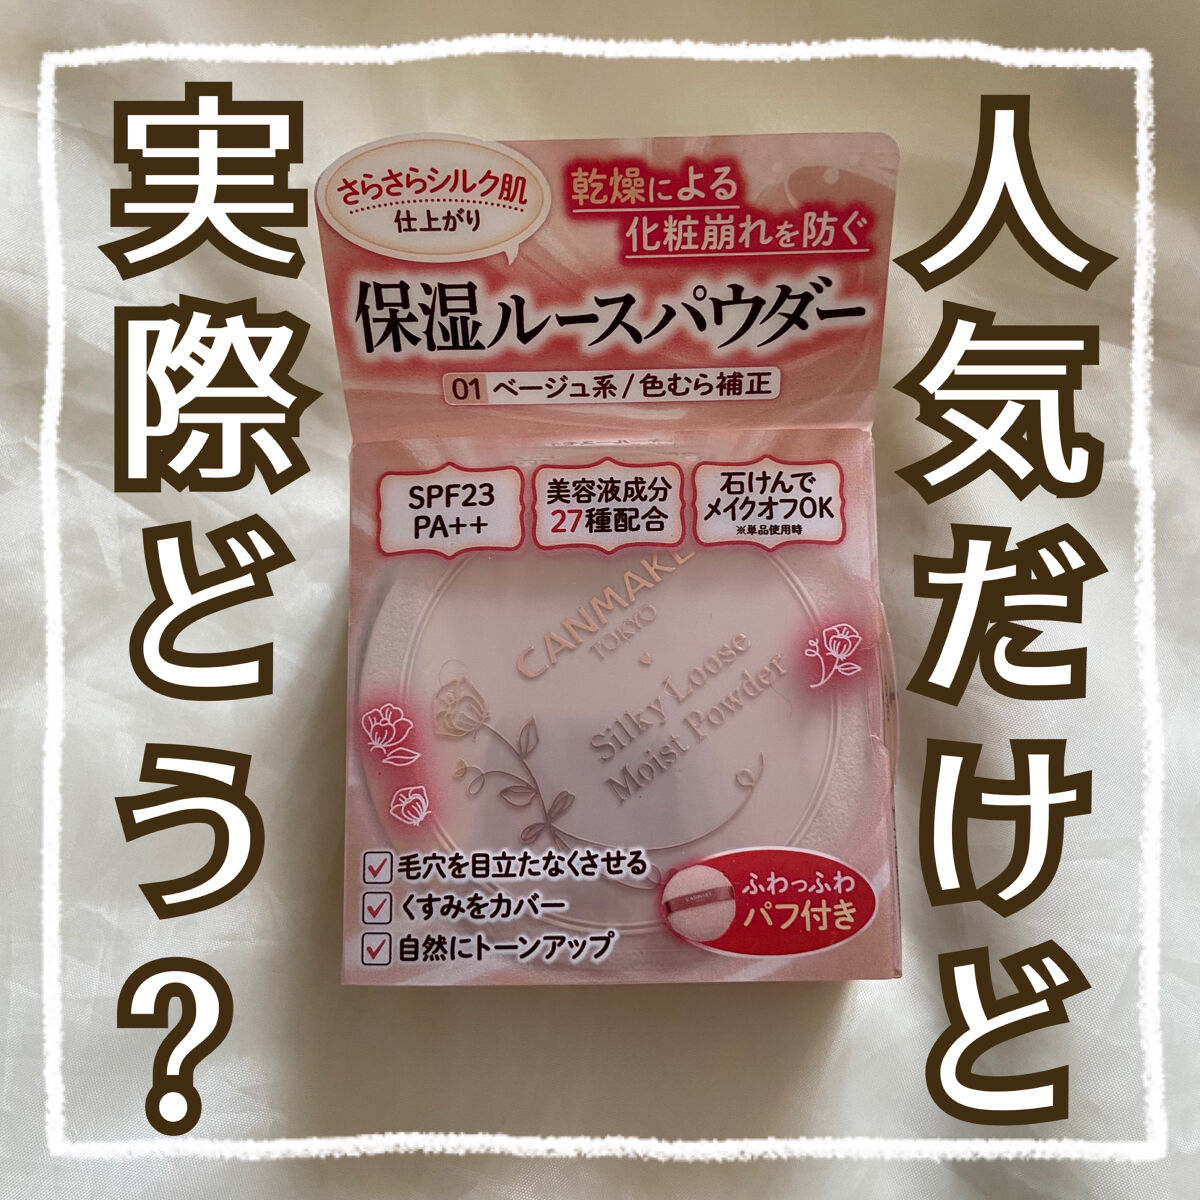 人気だけど
実際どう?
さらさらシルク肌
仕上がり
乾燥による
化粧崩れを防ぐ
保湿ルースパウダー
01 ベージュ系/色むら補正
SPF23
PA++
美容液成分
27種配合
石けんで
メイクオフOK
※単品使用時
CANMAKE
TOKYO
Silky Loose
Moist Powder
毛穴を目立たなくさせる
くすみをカバー
自然にトーンアップ
ふわっふわ
パフ付き
CANMAKE